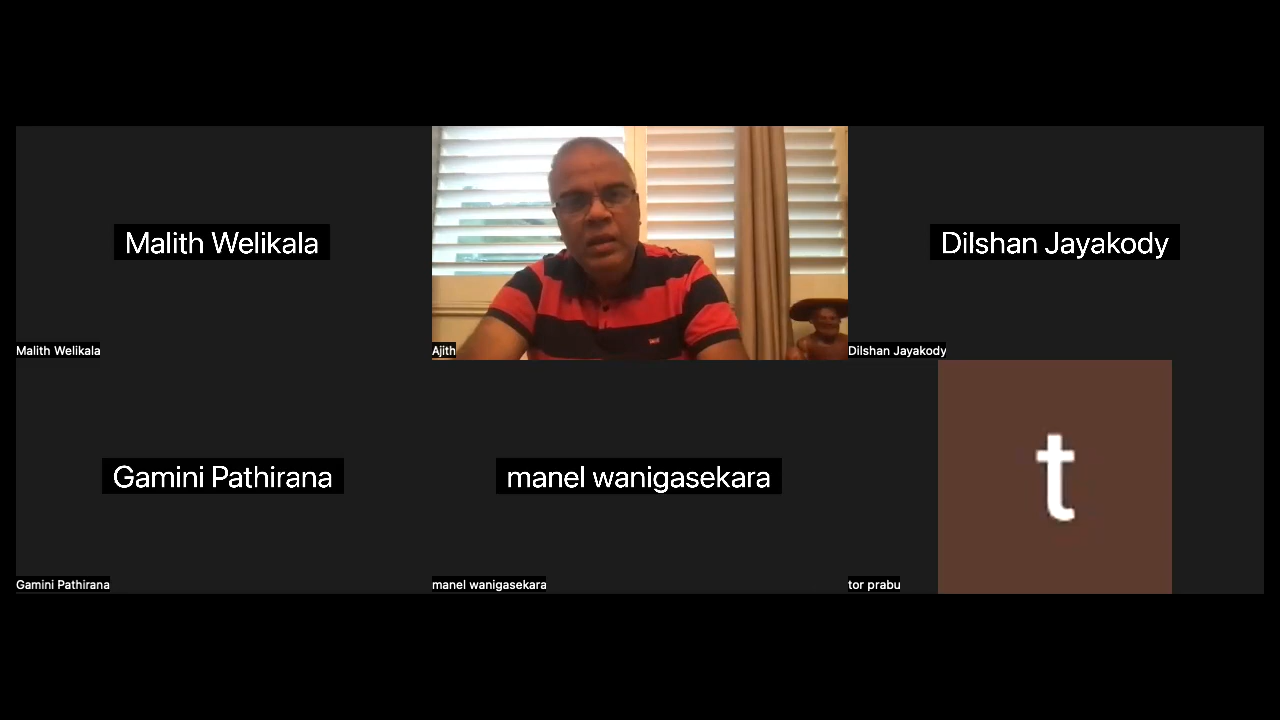 Malith Welikala
Dilshan Jayakody
Malith Welikala
Ajith
Dilshan Jayakody
Gamini Pathirana
manel wanigasekara
t
Gamini Pathirana
manel wanigasekara
tor prabu